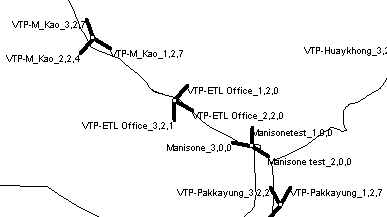 VTP-M_Kao_3,2,7
VTP-M_Kao_1,2,7
VTP-M_Kao_2,2,4
VTP-Huaykhong_3,2
VTP-ETL Office_1,2,0
VTP-ETL Office_2,2,0
VTP-ETL Office_3,2,1
Manisonetest_1,0,0
Manisone_3,0,0
Manisone test_2,0,0
VTP-Pakkayung_3,2,2
VTP-Pakkayung_1,2,7